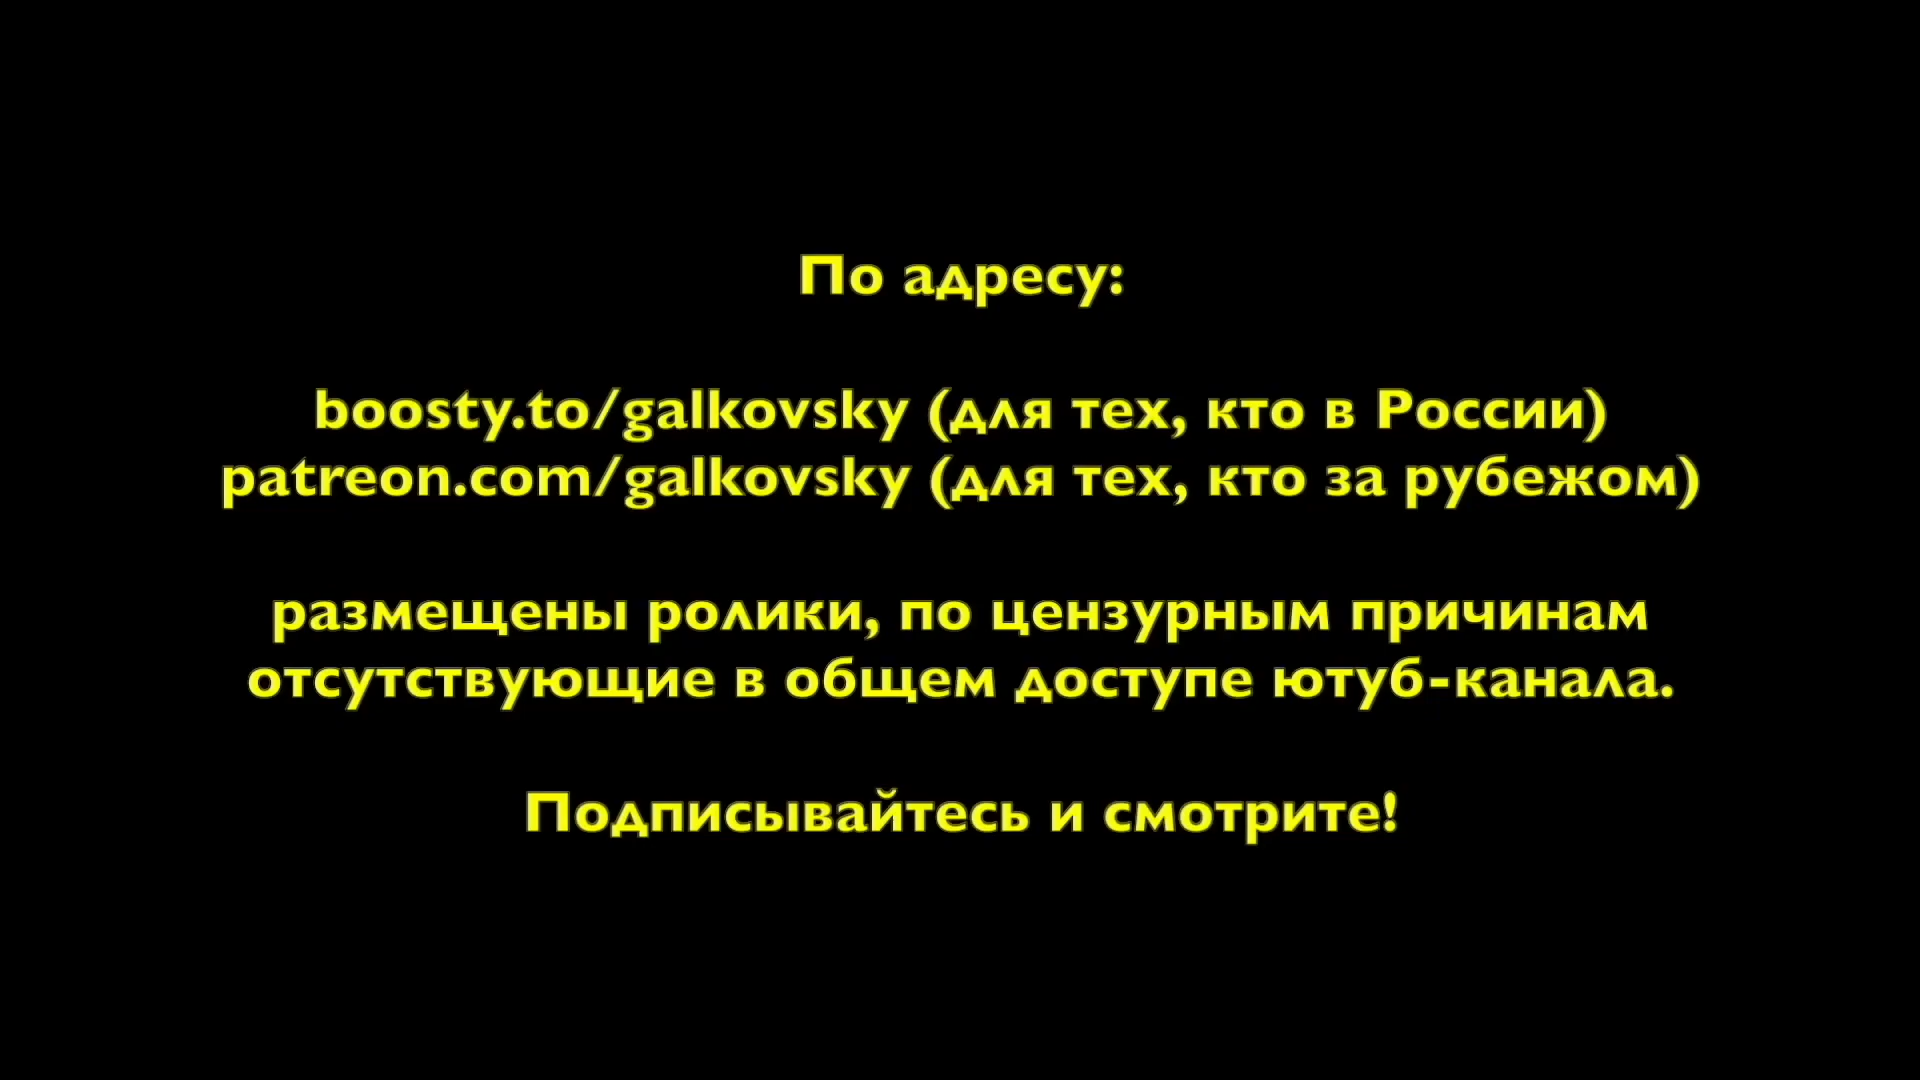 По адресу:
boosty.to/galkovsky (для тех, кто в России)
patreon.com/galkovsky (для тех, кто за рубежом)
размещены ролики, по цензурным причинам
отсутствующие в общем доступе ютуб-канала.
Подписывайтесь и смотрите!